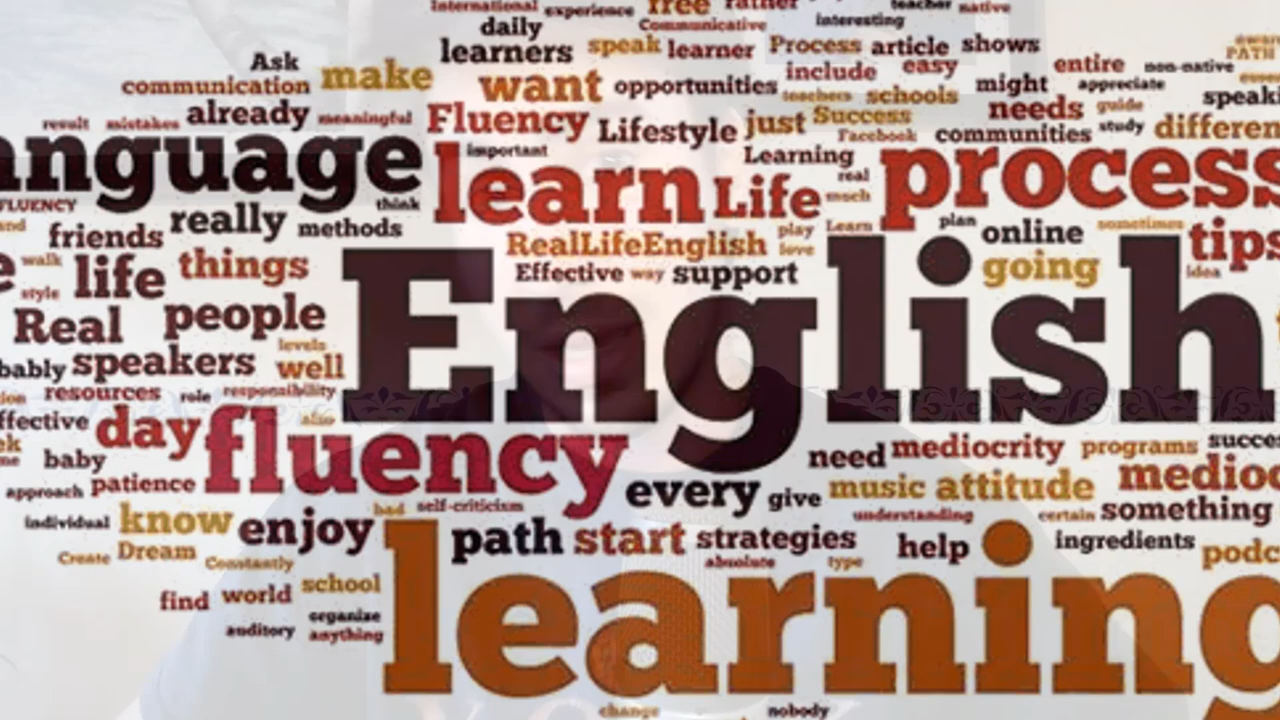 International experience free rather teacher native
daily Communicative interesting
learners speak learner Process article shows
Ask communication make want opportunities include easy might entire non-native appreciate PATH
teachers schools needs guide
result mistakes already meaningful Fluency Lifestyle just Success Facebook communities study
anguage important learn Learning process
FLUENCY think Life real much
friends really methods RealLifeEnglish play love Learn plan online sometimes tips
walk life things Effective way support going idea
style Real people English
bably speakers levels well
resources role responsibility
ffective day also fluency need mediocrity programs
baby
approach patience every give music attitude medioc
individual know enjoy bad self-criticism understanding certain something
Create Dream Constantly path start strategies help ingredients podc
absolute type
find world school learning
auditory organize anything
change nobody